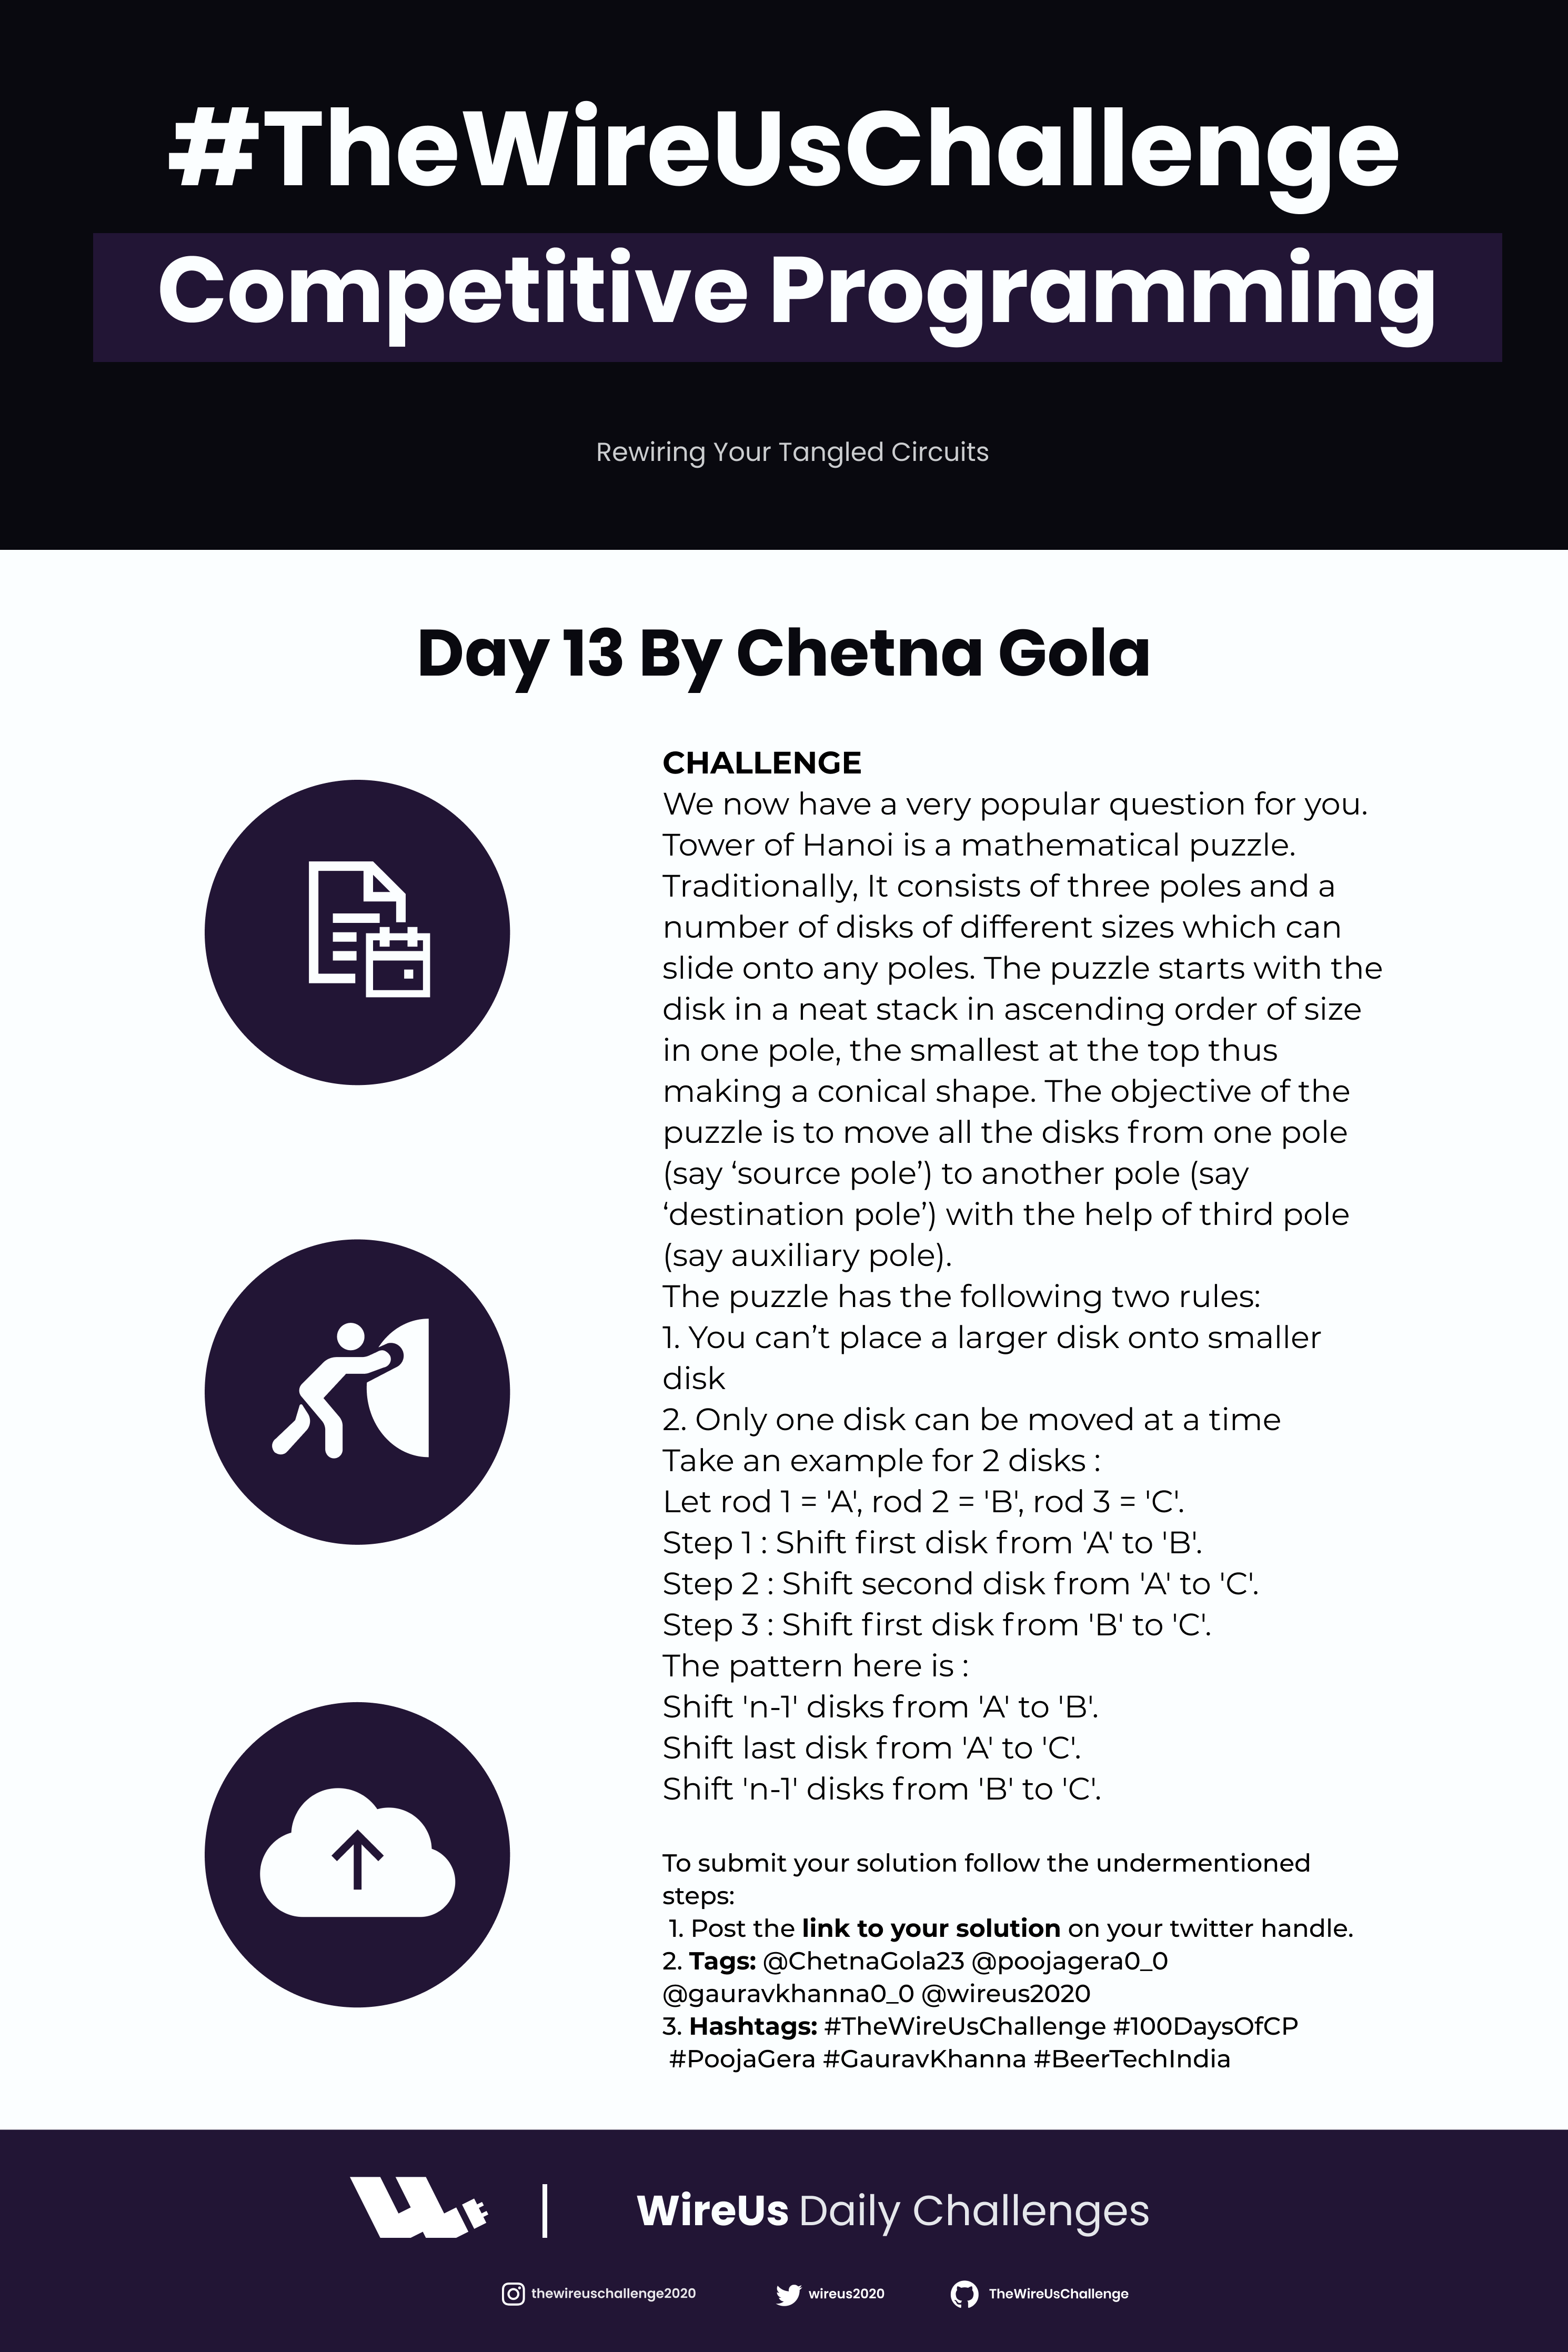 #TheWireUsChallenge
Competitive Programming
Rewiring Your Tangled Circuits
Day 13 By Chetna Gola
CHALLENGE
We now have a very popular question for you.
Tower of Hanoi is a mathematical puzzle.
Traditionally, It consists of three poles and a
number of disks of different sizes which can
slide onto any poles. The puzzle starts with the
disk in a neat stack in ascending order of size
in one pole, the smallest at the top thus
making a conical shape. The objective of the
puzzle is to move all the disks from one pole
(say ‘source pole’) to another pole (say
‘destination pole’) with the help of third pole
(say auxiliary pole).
The puzzle has the following two rules:
1. You can’t place a larger disk onto smaller
disk
2. Only one disk can be moved at a time
Take an example for 2 disks :
Let rod 1 = 'A', rod 2 = 'B', rod 3 = 'C'.
Step 1 : Shift first disk from 'A' to 'B'.
Step 2 : Shift second disk from 'A' to 'C'.
Step 3 : Shift first disk from 'B' to 'C'.
The pattern here is :
Shift 'n-1' disks from 'A' to 'B'.
Shift last disk from 'A' to 'C'.
Shift 'n-1' disks from 'B' to 'C'.
To submit your solution follow the undermentioned
steps:
1. Post the link to your solution on your twitter handle.
2. Tags: @ChetnaGola23 @poojagera0_0
@gauravkhanna0_0 @wireus2020
3. Hashtags: #TheWireUsChallenge #100DaysOfCP
#PoojaGera #GauravKhanna #BeerTechIndia
WireUs Daily Challenges
thewireuschallenge2020 wireus2020 TheWireUsChallenge